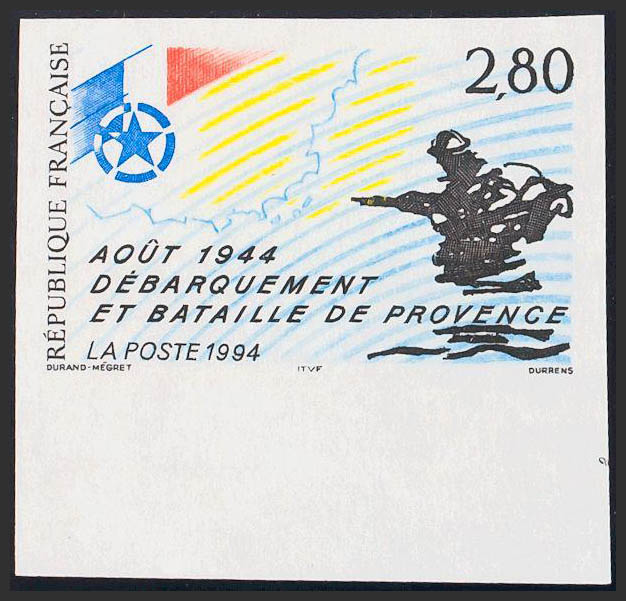 RÉPUBLIQUE FRANÇAISE
2,80
AOÛT 1944
DÉBARQUEMENT
ET BATAILLE DE PROVENCE
LA POSTE 1994
DURAND-MÉGRET
ITVF
DURRENS